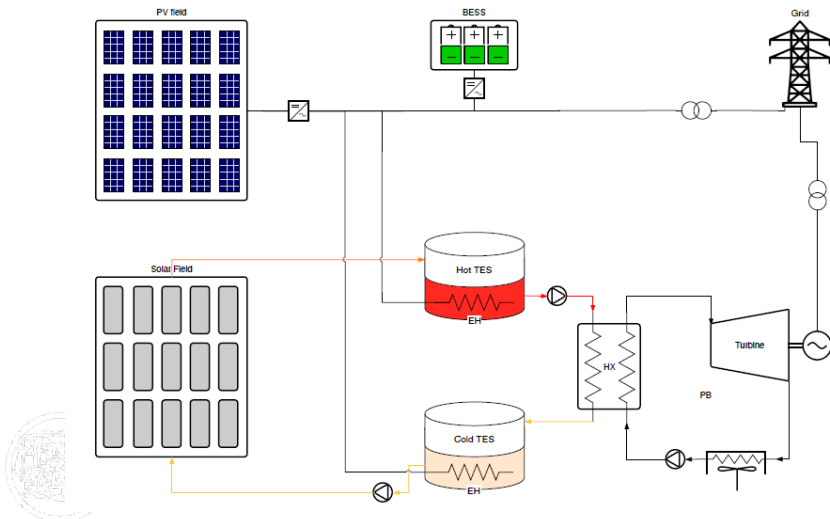 PV field
BESS
Grid
Solar Field
Hot TES
EH
HX
Turbine
PB
Cold TES
EH